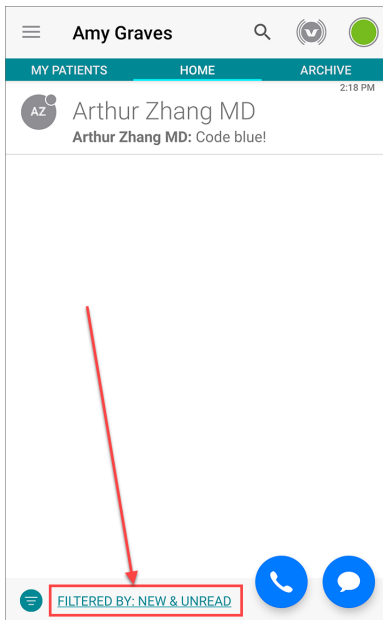 Amy Graves
MY PATIENTS HOME ARCHIVE
2:18 PM
AZ Arthur Zhang MD
Arthur Zhang MD: Code blue!
FILTERED BY: NEW & UNREAD